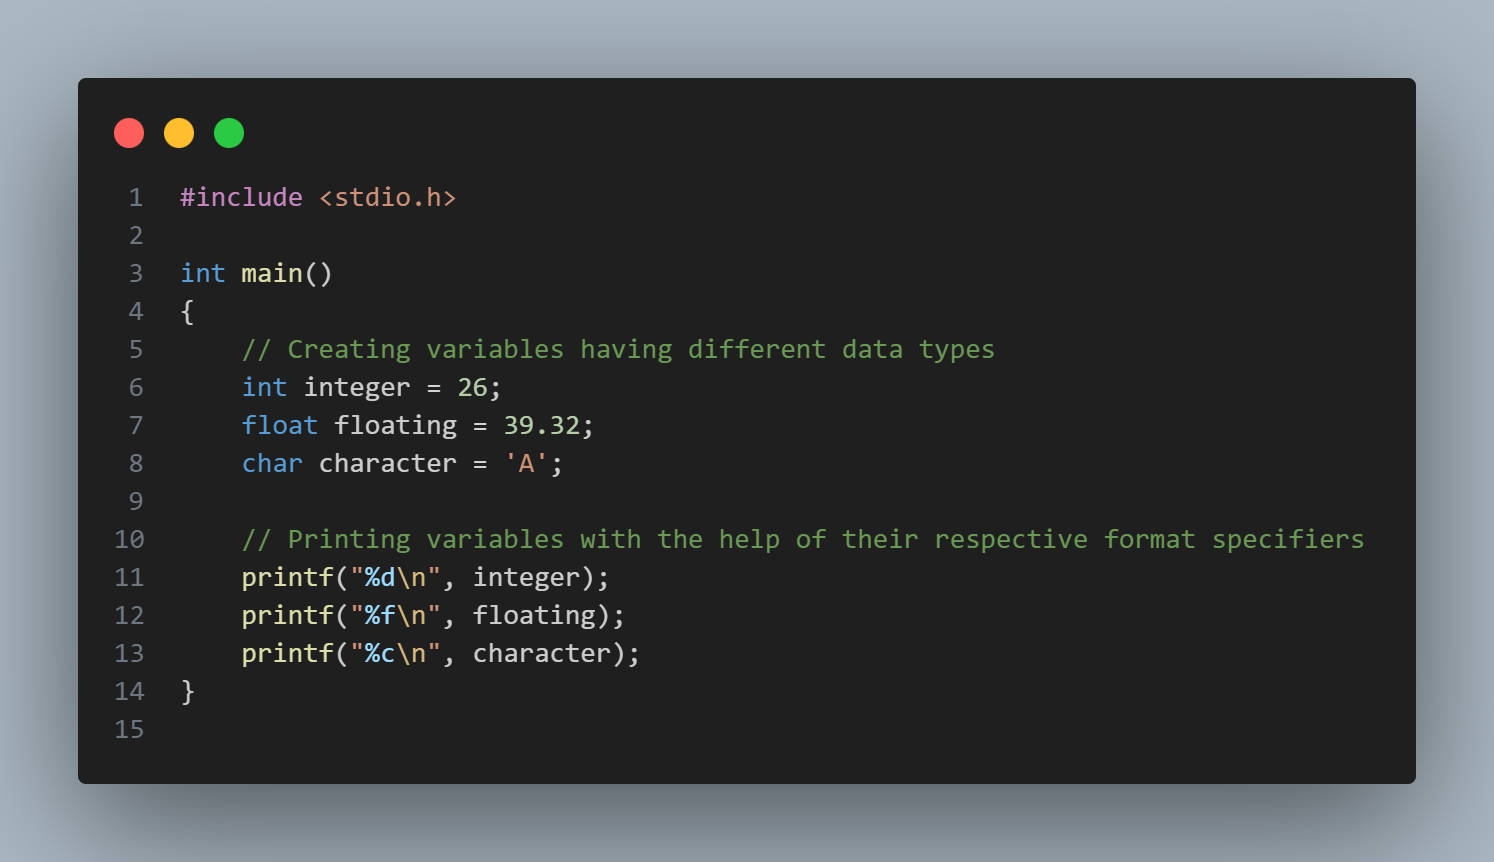 1 #include <stdio.h>
2
3 int main()
4 {
5     // Creating variables having different data types
6     int integer = 26;
7     float floating = 39.32;
8     char character = 'A';
9
10     // Printing variables with the help of their respective format specifiers
11     printf("%d\n", integer);
12     printf("%f\n", floating);
13     printf("%c\n", character);
14 }
15